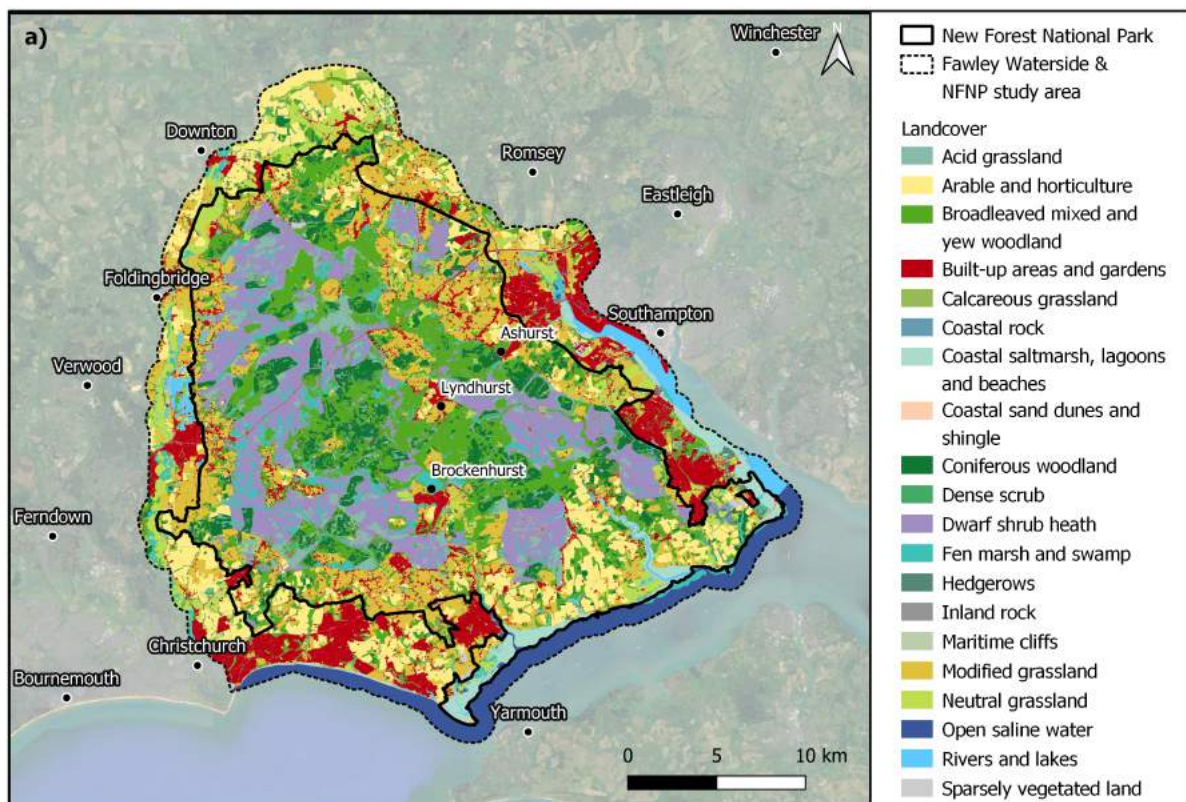 a)
Winchester
N
Downton
Romsey
Eastleigh
Foldingbridge
Southampton
Ashurst
Verwood
Lyndhurst
Brockenhurst
Ferndown
Christchurch
Bournemouth
Yarmouth
0 5 10 km
New Forest National Park
Fawley Waterside &
NFNP study area
Landcover
Acid grassland
Arable and horticulture
Broadleaved mixed and
yew woodland
Built-up areas and gardens
Calcareous grassland
Coastal rock
Coastal saltmarsh, lagoons
and beaches
Coastal sand dunes and
shingle
Coniferous woodland
Dense scrub
Dwarf shrub heath
Fen marsh and swamp
Hedgerows
Inland rock
Maritime cliffs
Modified grassland
Neutral grassland
Open saline water
Rivers and lakes
Sparsely vegetated land